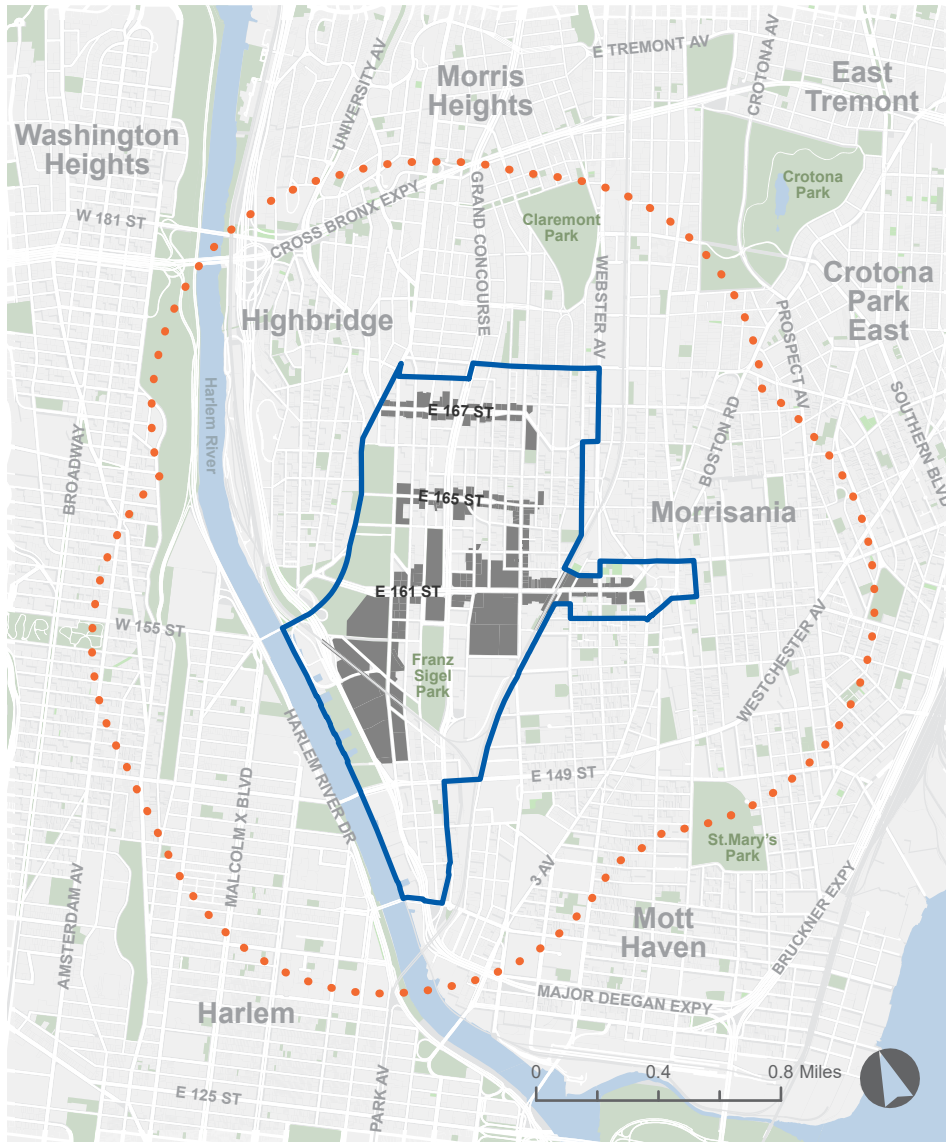 E TREMONT AV
CROTONA AV
UNIVERSITY AV
Morris
Heights
East
Tremont
Washington
Heights
Crotona
Park
W 181 ST
CROSS BRONX EXPY
GRAND CONCOURSE
Claremont
Park
WEBSTER AV
Crotona
Park
East
Highbridge
PROSPECT AV
Harlem River
SOUTHERN BLVD
BOSTON RD
E 167 ST
BROADWAY
E 165 ST
Morrisania
E 161 ST
W 155 ST
WESTCHESTER AV
Franz
Sigel
Park
HARLEM RIVER DR
E 149 ST
MALCOLM X BLVD
St.Mary's
Park
3 AV
AMSTERDAM AV
Mott
Haven
BRUCKNER EXPY
MAJOR DEEGAN EXPY
Harlem
PARK AV
E 125 ST
0 0.4 0.8 Miles